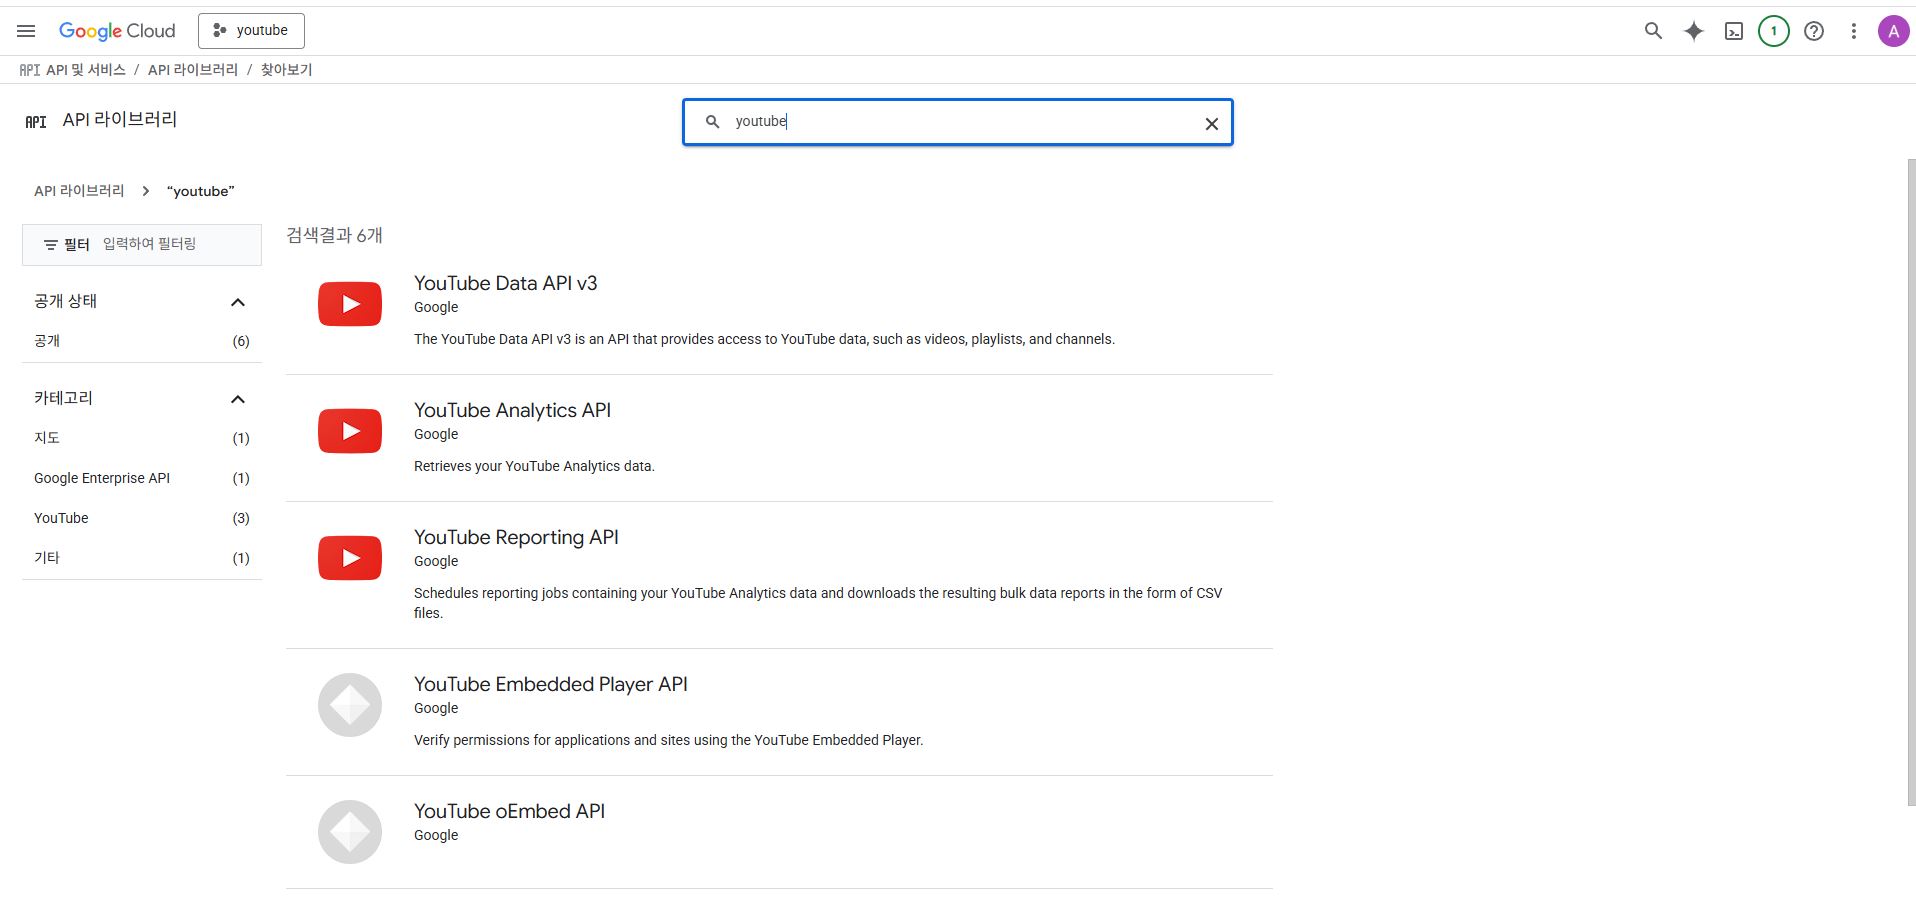 Google Cloud
youtube
1
A
API API 및 서비스 / API 라이브러리 / 찾아보기
API API 라이브러리
youtube
API 라이브러리 > “youtube”
필터 입력하여 필터링
공개 상태
공개 (6)
카테고리
지도 (1)
Google Enterprise API (1)
YouTube (3)
기타 (1)
검색결과 6개
YouTube Data API v3
Google
The YouTube Data API v3 is an API that provides access to YouTube data, such as videos, playlists, and channels.
YouTube Analytics API
Google
Retrieves your YouTube Analytics data.
YouTube Reporting API
Google
Schedules reporting jobs containing your YouTube Analytics data and downloads the resulting bulk data reports in the form of CSV
files.
YouTube Embedded Player API
Google
Verify permissions for applications and sites using the YouTube Embedded Player.
YouTube oEmbed API
Google